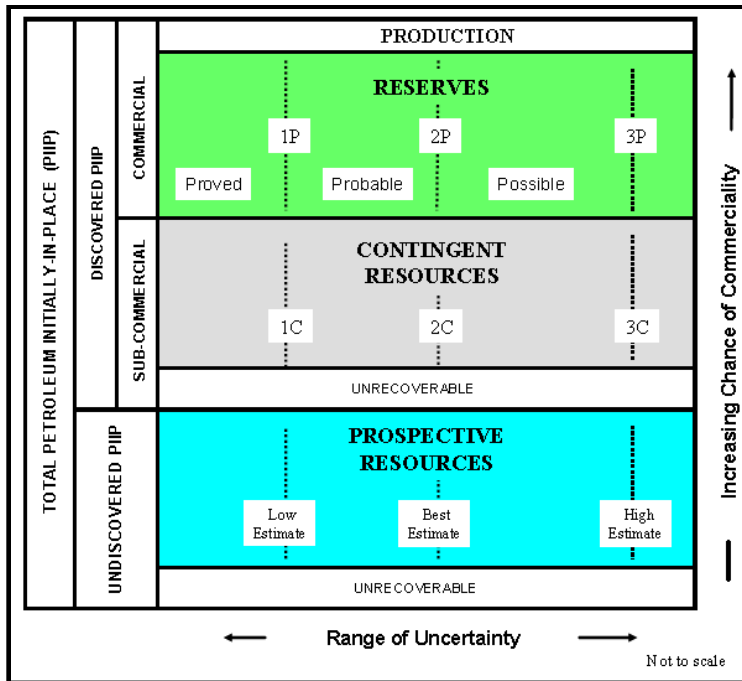 TOTAL PETROLEUM INITIALLY-IN-PLACE (PIIP)
DISCOVERED PIIP
UNDISCOVERED PIIP
COMMERCIAL
SUB-COMMERCIAL
PRODUCTION
RESERVES
1P
2P
3P
Proved
Probable
Possible
CONTINGENT
RESOURCES
1C
2C
3C
UNRECOVERABLE
PROSPECTIVE
RESOURCES
Low
Estimate
Best
Estimate
High
Estimate
UNRECOVERABLE
Increasing Chance of Commerciality
Range of Uncertainty
Not to scale